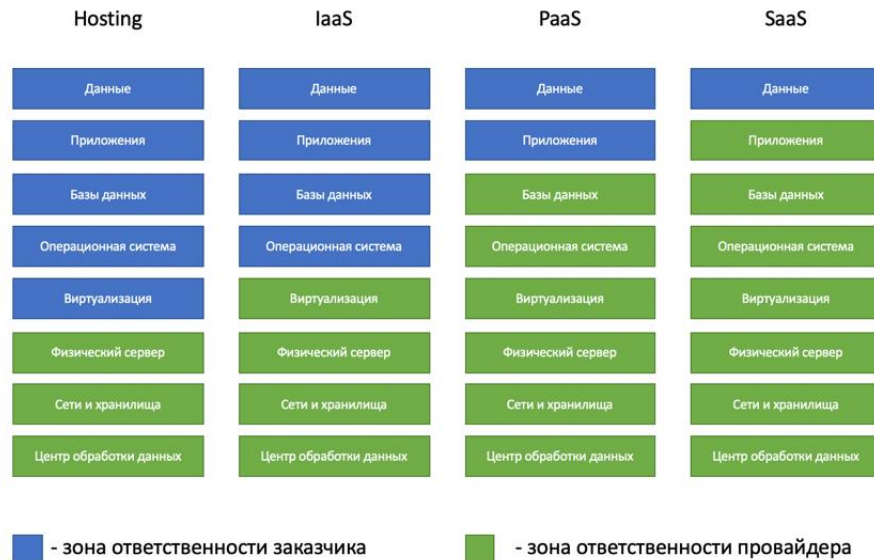 Hosting IaaS PaaS SaaS
Данные Данные Данные Данные
Приложения Приложения Приложения Приложения
Базы данных Базы данных Базы данных Базы данных
Операционная система Операционная система Операционная система Операционная система
Виртуализация Виртуализация Виртуализация Виртуализация
Физический сервер Физический сервер Физический сервер Физический сервер
Сети и хранилища Сети и хранилища Сети и хранилища Сети и хранилища
Центр обработки данных Центр обработки данных Центр обработки данных Центр обработки данных
- зона ответственности заказчика - зона ответственности провайдера